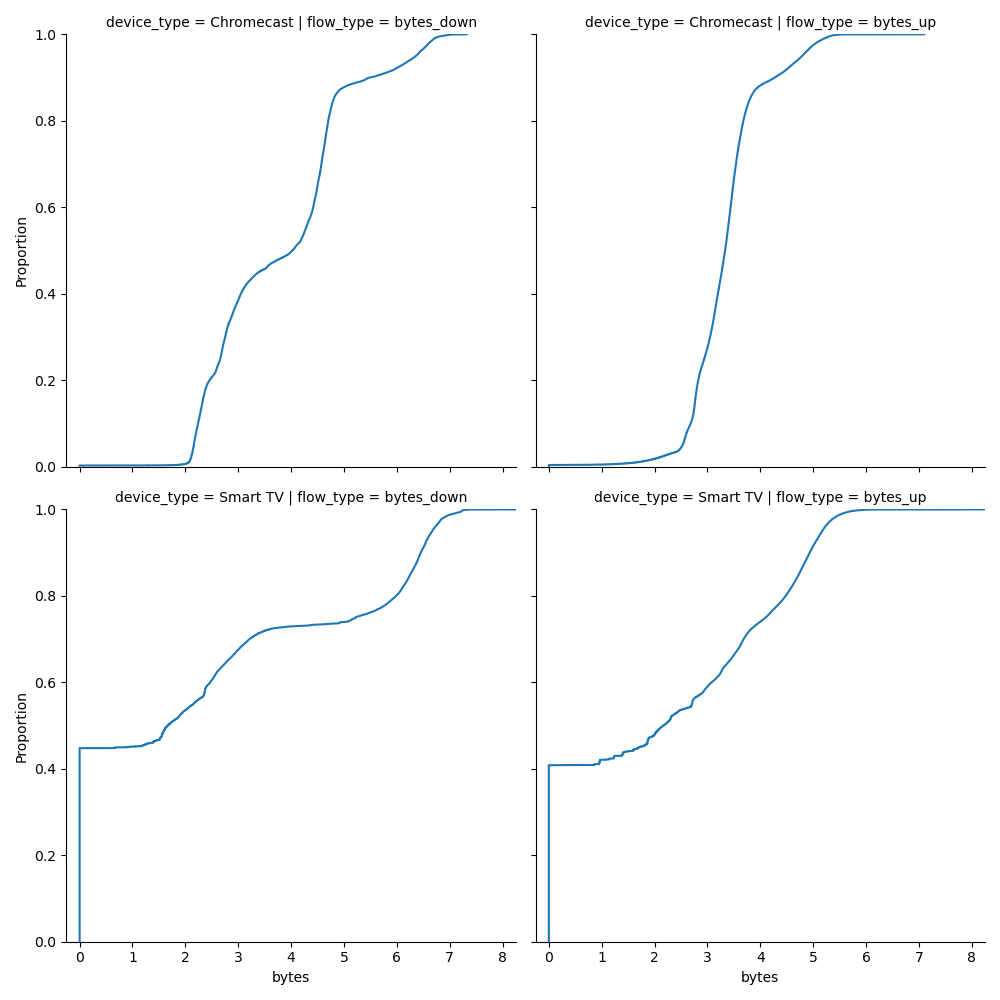 device_type = Chromecast | flow_type = bytes_down
device_type = Chromecast | flow_type = bytes_up
1.0
0.8
0.6
0.4
0.2
0.0
Proportion
device_type = Smart TV | flow_type = bytes_down
device_type = Smart TV | flow_type = bytes_up
1.0
0.8
0.6
0.4
0.2
0.0
Proportion
0 1 2 3 4 5 6 7 8
bytes
0 1 2 3 4 5 6 7 8
bytes